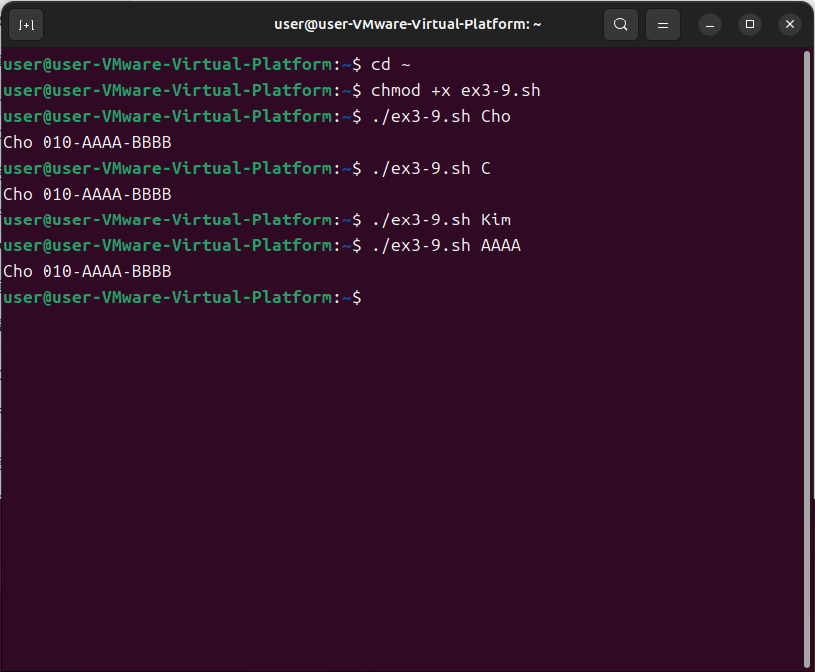 user@user-VMware-Virtual-Platform: ~
user@user-VMware-Virtual-Platform:~$ cd ~
user@user-VMware-Virtual-Platform:~$ chmod +x ex3-9.sh
user@user-VMware-Virtual-Platform:~$ ./ex3-9.sh Cho
Cho 010-AAAA-BBBB
user@user-VMware-Virtual-Platform:~$ ./ex3-9.sh C
Cho 010-AAAA-BBBB
user@user-VMware-Virtual-Platform:~$ ./ex3-9.sh Kim
user@user-VMware-Virtual-Platform:~$ ./ex3-9.sh AAAA
Cho 010-AAAA-BBBB
user@user-VMware-Virtual-Platform:~$